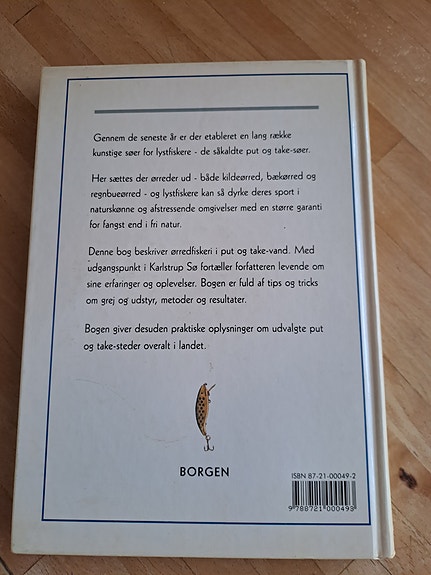 Gennem de seneste år er der etableret en lang række
kunstige søer for lystfiskere - de såkaldte put og take-søer.
Her sættes der ørreder ud - både kildeørred, bækørred og
regnbueørred - og lystfiskere kan så dyrke deres sport i
naturskønne og afstressende omgivelser med en større garanti
for fangst end i fri natur.
Denne bog beskriver ørredfiskeri i put og take-vand. Med
udgangspunkt i Karlstrup Sø fortæller forfatteren levende om
sine erfaringer og oplevelser. Bogen er fuld af tips og tricks
om grej og udstyr, metoder og resultater.
Bogen giver desuden praktiske oplysninger om udvalgte put
og take-steder overalt i landet.
BORGEN
ISBN 87-21-00049-2
9 788721 000493